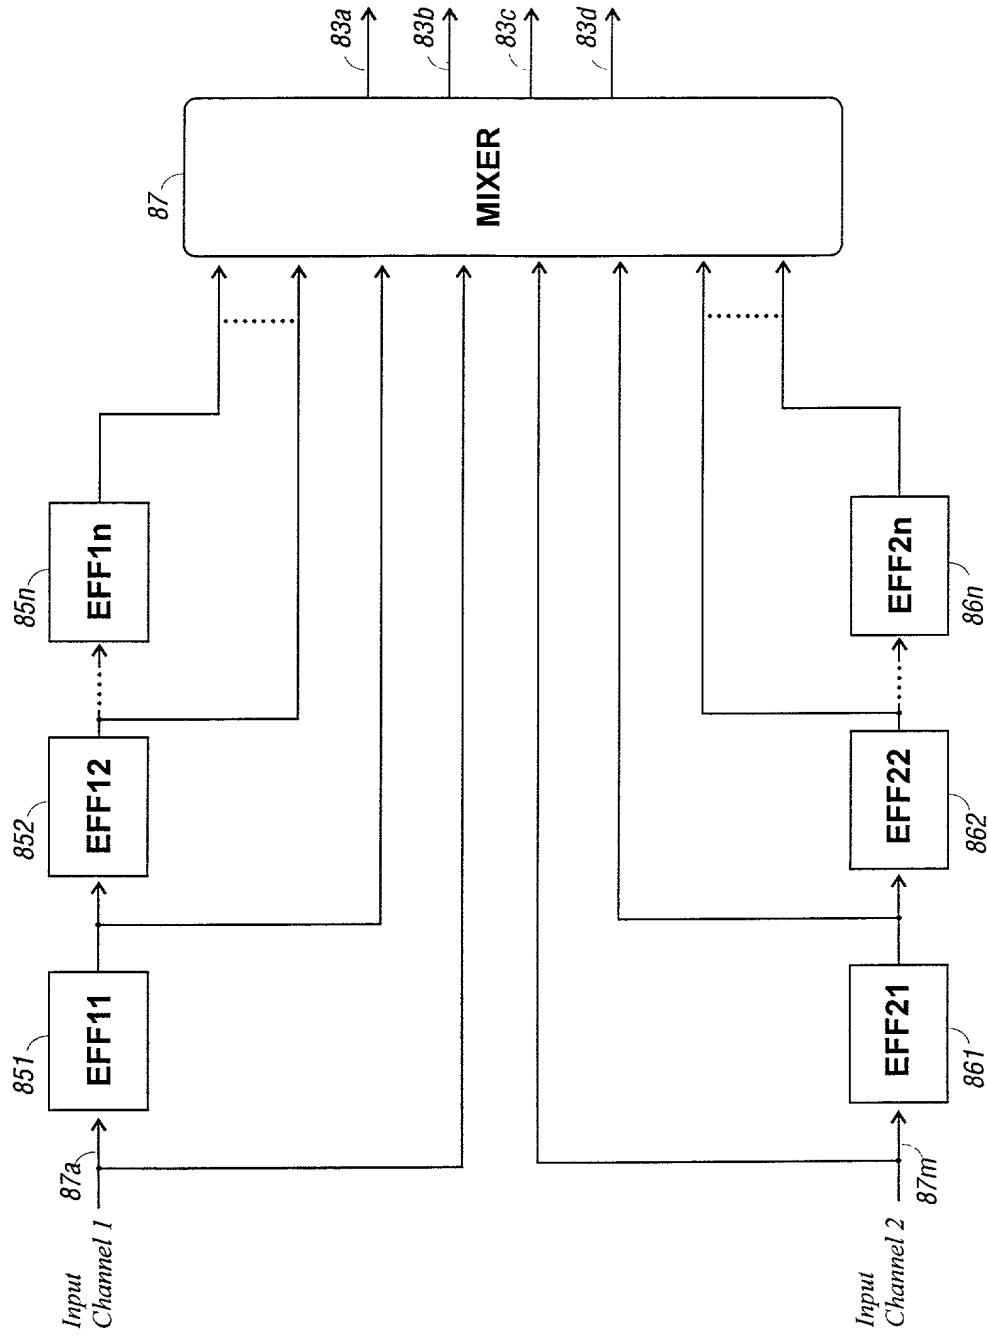 Input
Channel 1
87a
851
EFF11
852
EFF12
85n
EFF1n
87
MIXER
83a
83b
83c
83d
Input
Channel 2
87m
861
EFF21
862
EFF22
86n
EFF2n